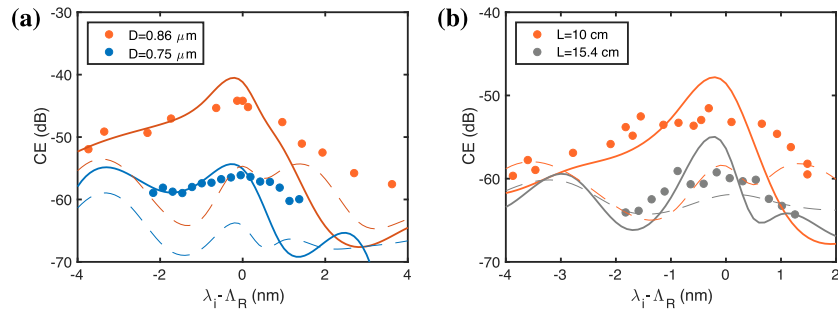 (a)
-30
-40
-50
-60
-70
CE (dB)
D=0.86 μm
D=0.75 μm
-4
-2
0
2
4
λi-ΛR (nm)
(b)
-40
-50
-60
-70
CE (dB)
L=10 cm
L=15.4 cm
-4
-3
-2
-1
0
1
2
λi-ΛR (nm)